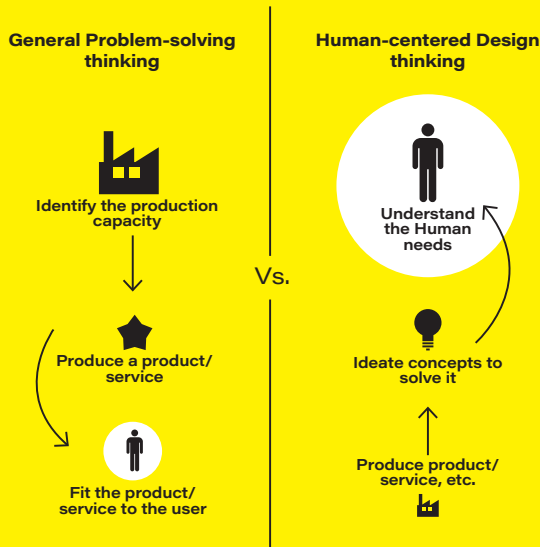 General Problem-solving
thinking
Identify the production
capacity
Produce a product/
service
Fit the product/
service to the user
Vs.
Human-centered Design
thinking
Understand
the Human
needs
Ideate concepts to
solve it
Produce product/
service, etc.